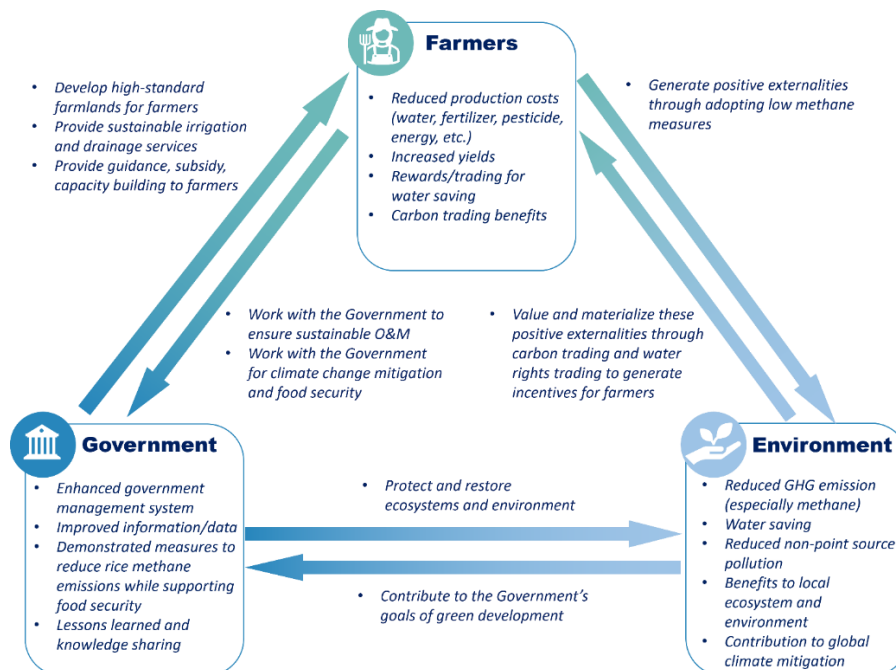 Farmers
• Reduced production costs
(water, fertilizer, pesticide,
energy, etc.)
• Increased yields
• Rewards/trading for
water saving
• Carbon trading benefits
• Develop high-standard
farmlands for farmers
• Provide sustainable irrigation
and drainage services
• Provide guidance, subsidy,
capacity building to farmers
• Generate positive externalities
through adopting low methane
measures
• Work with the Government to
ensure sustainable O&M
• Work with the Government
for climate change mitigation
and food security
• Value and materialize these
positive externalities through
carbon trading and water
rights trading to generate
incentives for farmers
Government
• Enhanced government
management system
• Improved information/data
• Demonstrated measures to
reduce rice methane
emissions while supporting
food security
• Lessons learned and
knowledge sharing
• Protect and restore
ecosystems and environment
• Contribute to the Government’s
goals of green development
Environment
• Reduced GHG emission
(especially methane)
• Water saving
• Reduced non-point source
pollution
• Benefits to local
ecosystem and
environment
• Contribution to global
climate mitigation